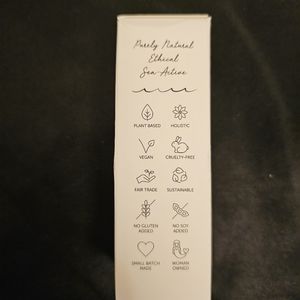 Purely Natural
Ethical
Sea-Active
PLANT BASED
HOLISTIC
VEGAN
CRUELTY-FREE
FAIR TRADE
SUSTAINABLE
NO GLUTEN
ADDED
NO SOY
ADDED
SMALL BATCH
MADE
WOMAN
OWNED